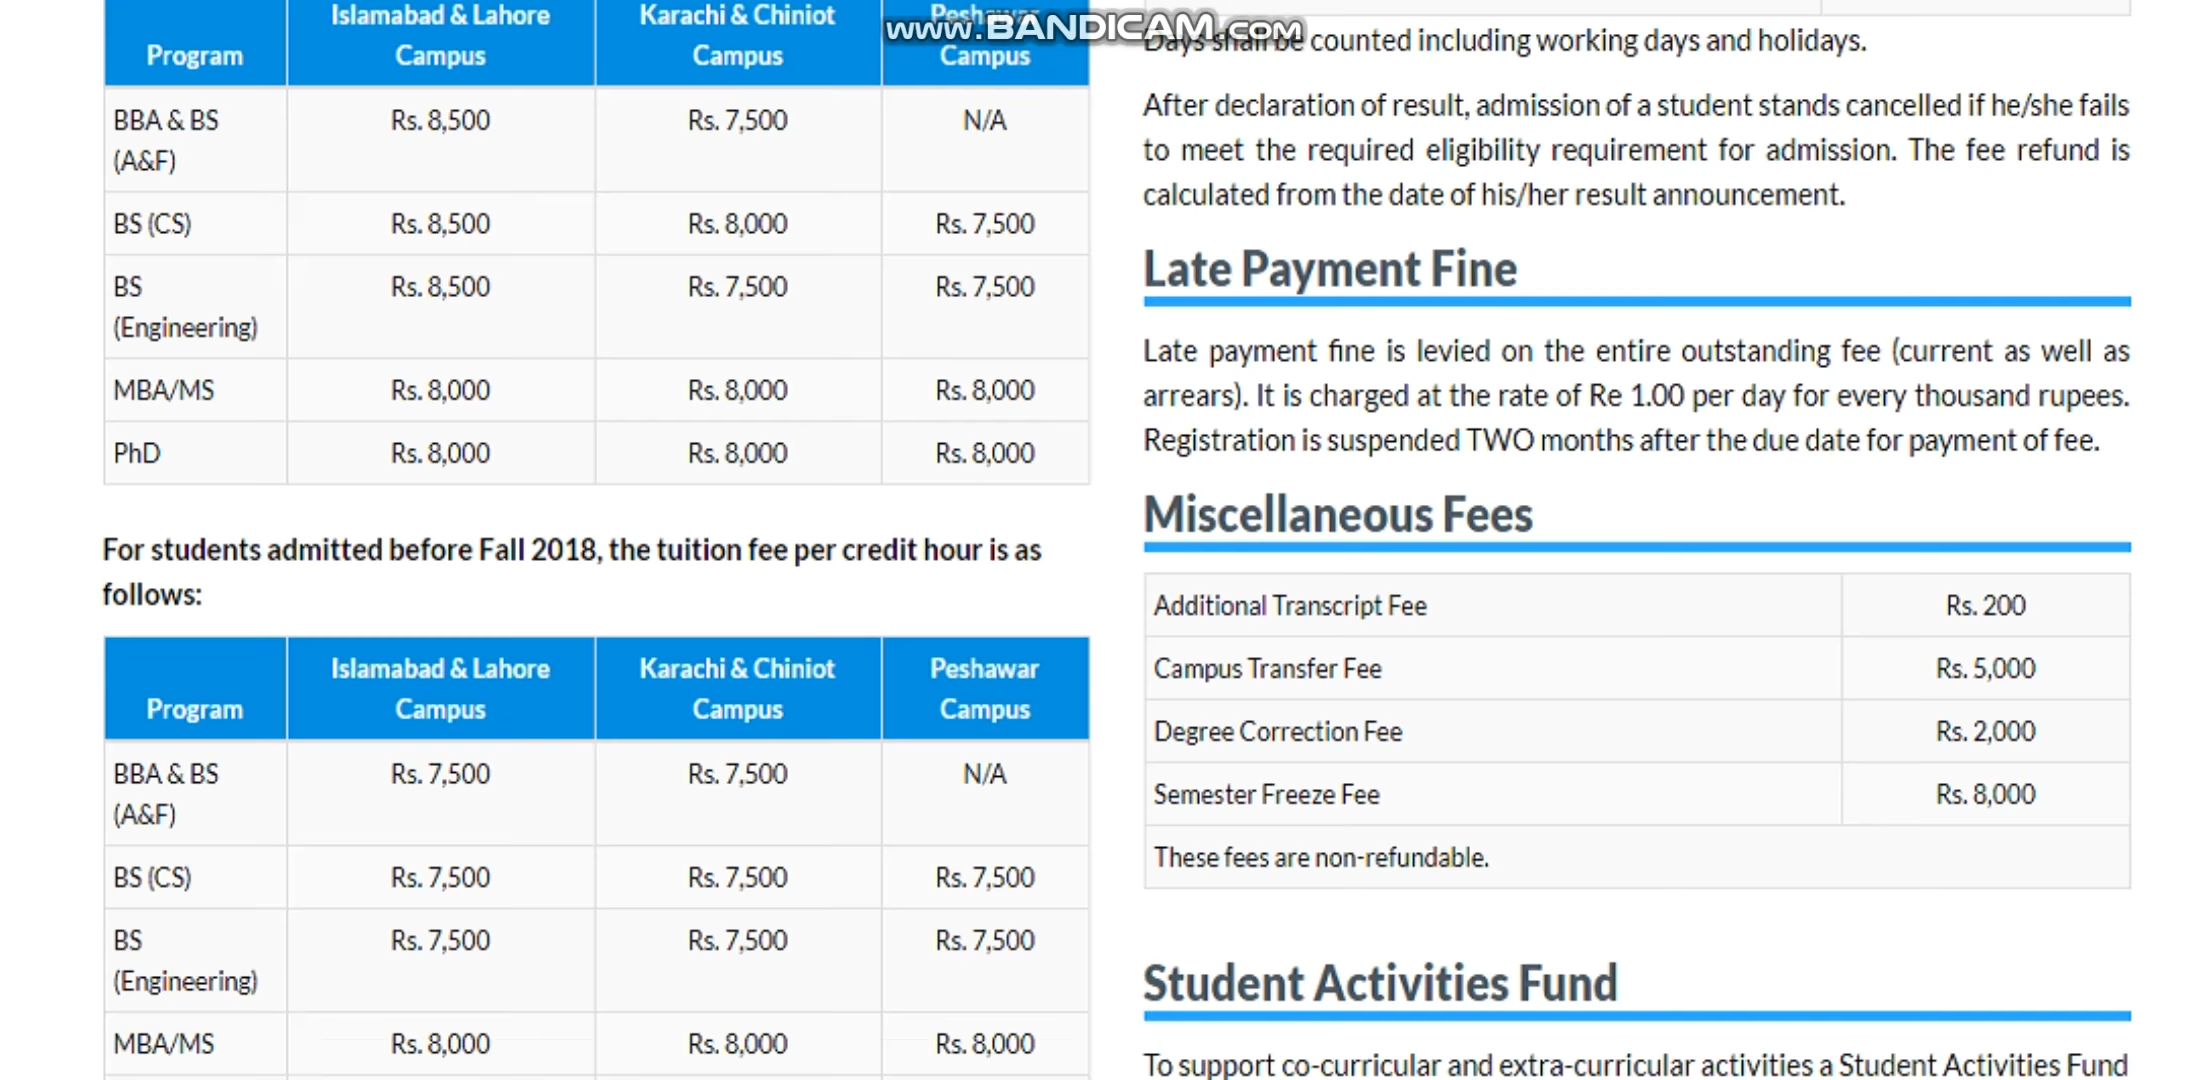 www.BANDICAM.com
Islamabad & Lahore Karachi & Chiniot Peshawar
Program Campus Campus Campus
BBA & BS Rs. 8,500 Rs. 7,500 N/A
(A&F)
BS (CS) Rs. 8,500 Rs. 8,000 Rs. 7,500
BS Rs. 8,500 Rs. 7,500 Rs. 7,500
(Engineering)
MBA/MS Rs. 8,000 Rs. 8,000 Rs. 8,000
PhD Rs. 8,000 Rs. 8,000 Rs. 8,000
For students admitted before Fall 2018, the tuition fee per credit hour is as
follows:
Islamabad & Lahore Karachi & Chiniot Peshawar
Program Campus Campus Campus
BBA & BS Rs. 7,500 Rs. 7,500 N/A
(A&F)
BS (CS) Rs. 7,500 Rs. 7,500 Rs. 7,500
BS Rs. 7,500 Rs. 7,500 Rs. 7,500
(Engineering)
MBA/MS Rs. 8,000 Rs. 8,000 Rs. 8,000
Days shall be counted including working days and holidays.
After declaration of result, admission of a student stands cancelled if he/she fails
to meet the required eligibility requirement for admission. The fee refund is
calculated from the date of his/her result announcement.
Late Payment Fine
Late payment fine is levied on the entire outstanding fee (current as well as
arrears). It is charged at the rate of Re 1.00 per day for every thousand rupees.
Registration is suspended TWO months after the due date for payment of fee.
Miscellaneous Fees
Additional Transcript Fee Rs. 200
Campus Transfer Fee Rs. 5,000
Degree Correction Fee Rs. 2,000
Semester Freeze Fee Rs. 8,000
These fees are non-refundable.
Student Activities Fund
To support co-curricular and extra-curricular activities a Student Activities Fund